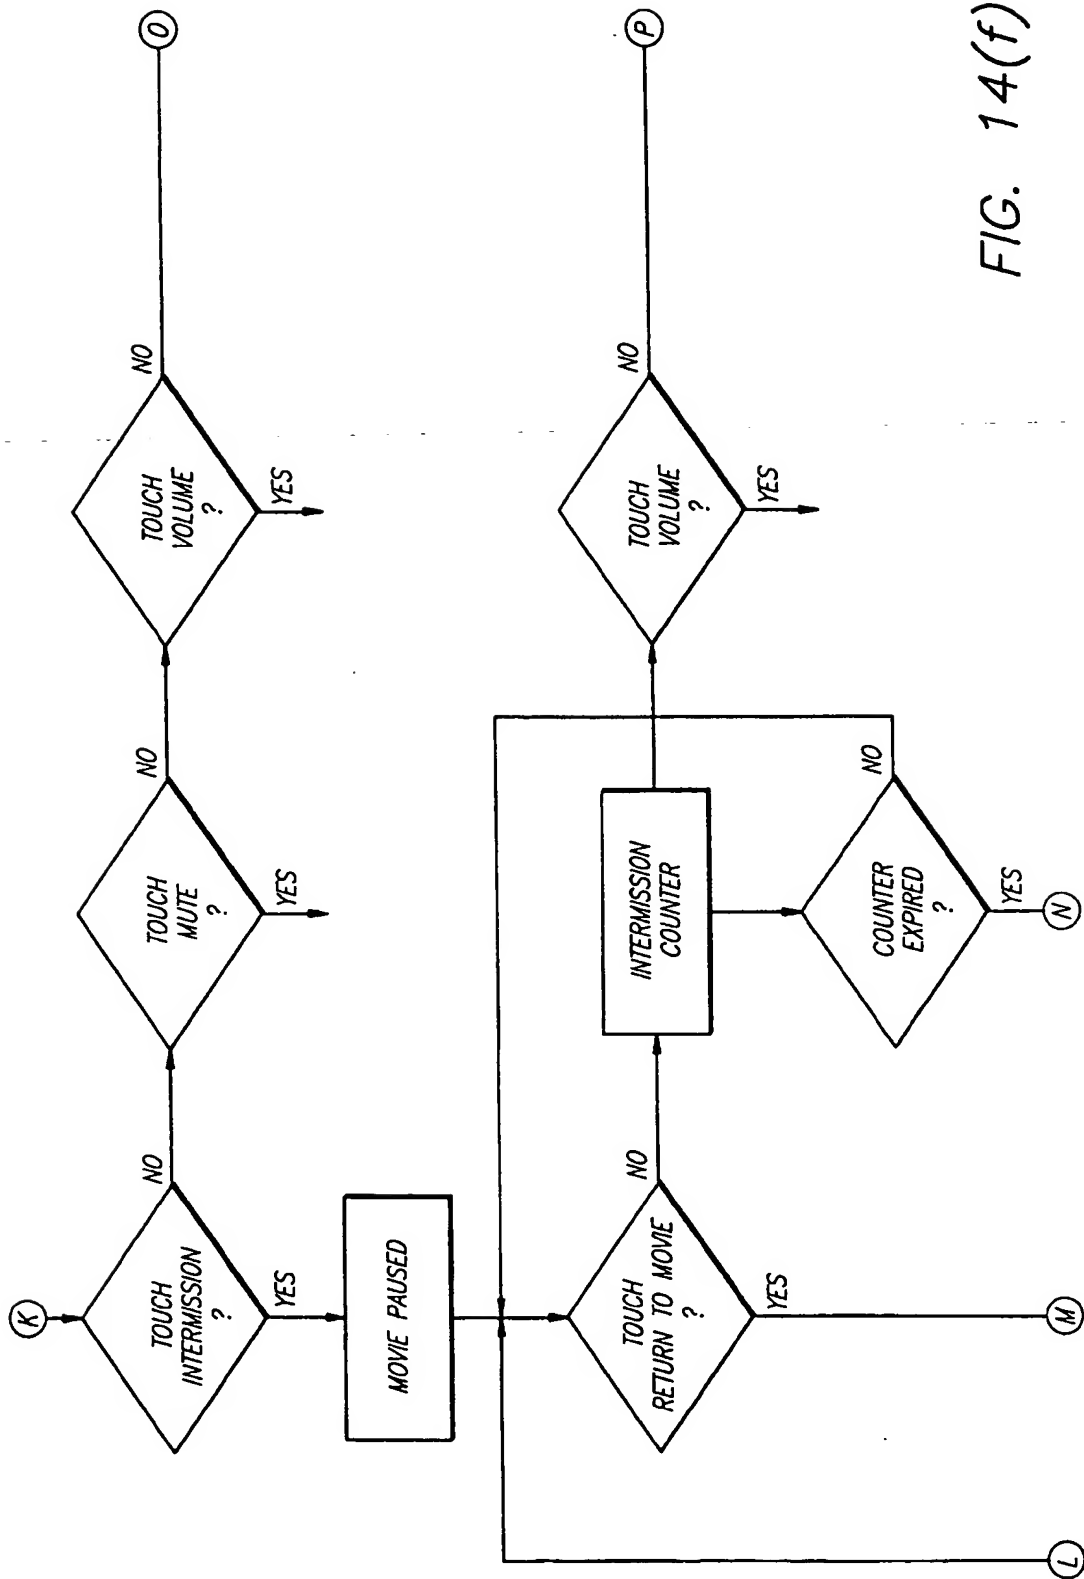 K
TOUCH
INTERMISSION
?
NO
YES
TOUCH
MUTE
?
NO
YES
TOUCH
VOLUME
?
NO
YES
O
MOVIE PAUSED
TOUCH
RETURN TO MOVIE
?
NO
YES
INTERMISSION
COUNTER
TOUCH
VOLUME
?
NO
YES
P
COUNTER
EXPIRED
?
NO
YES
L
M
N
FIG. 14(f)